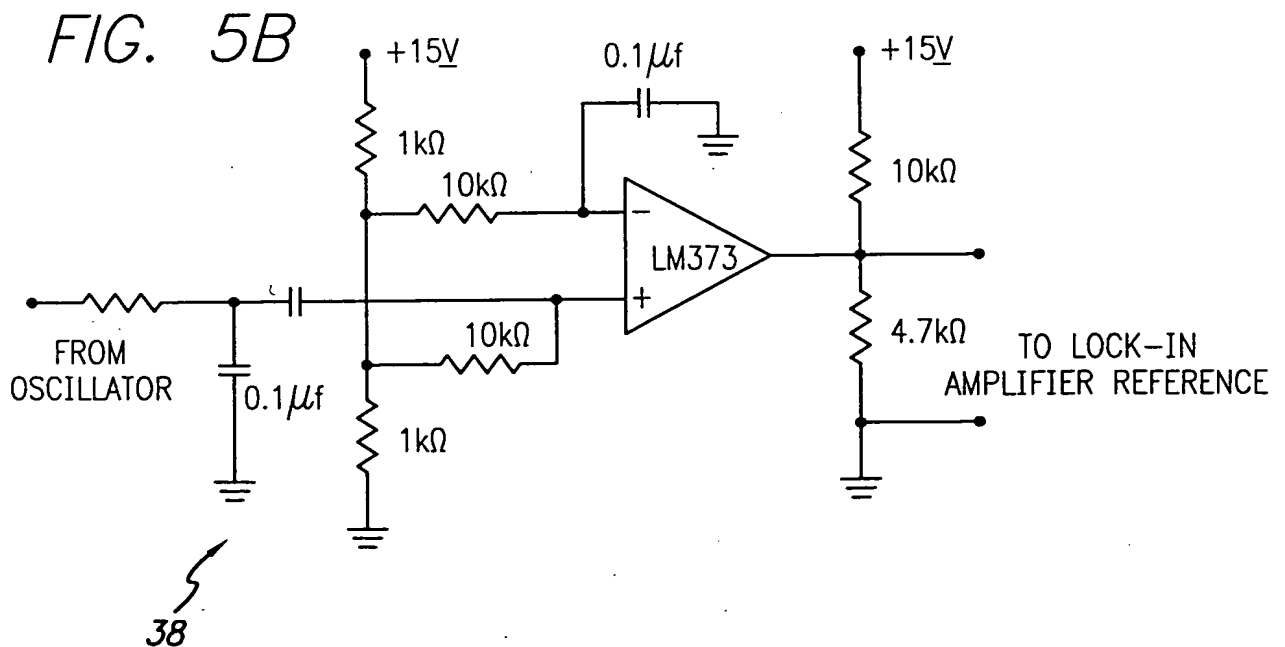 FIG. 5B
+15V
0.1μf
+15V
1kΩ
10kΩ
10kΩ
−
LM373
+
10kΩ
4.7kΩ
FROM
OSCILLATOR
0.1μf
1kΩ
TO LOCK-IN
AMPLIFIER REFERENCE
38